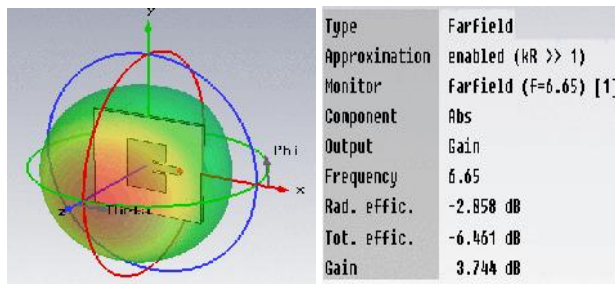 y
Phi
x
z
Theta
Type Farfield
Approximation enabled (kR >> 1)
Monitor farfield (F=6.65) [1]
Component Abs
Output Gain
Frequency 6.65
Rad. effic. -2.858 dB
Tot. effic. -6.461 dB
Gain 3.744 dB